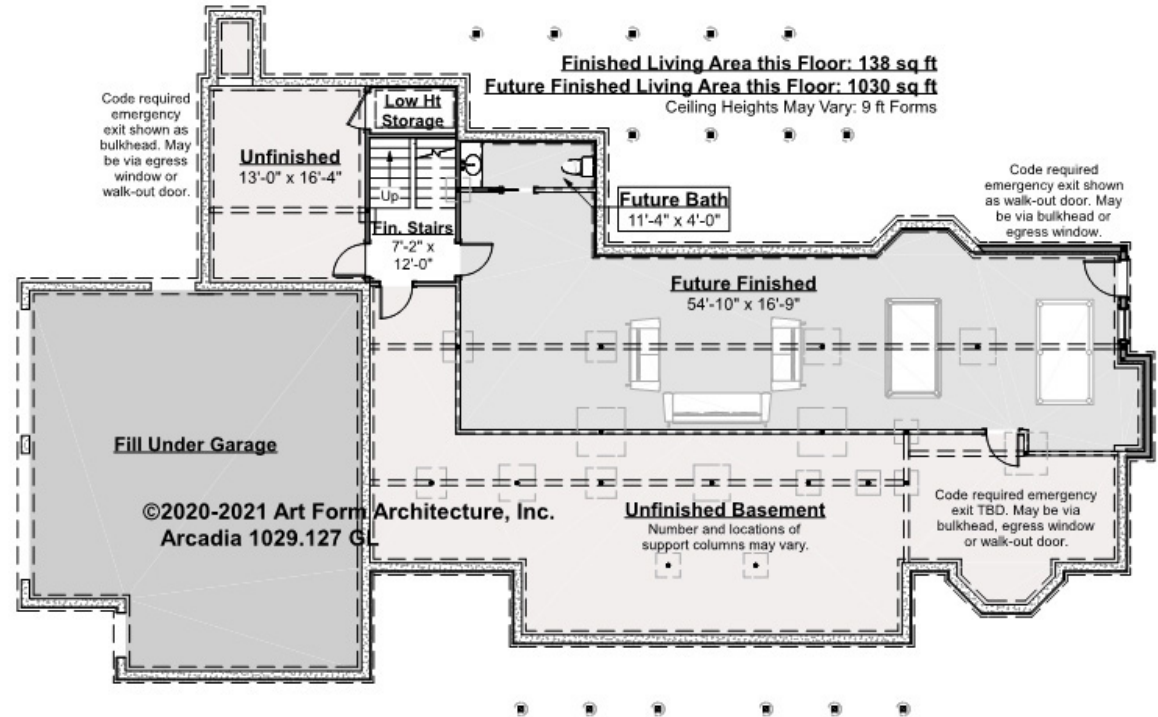 Finished Living Area this Floor: 138 sq ft
Future Finished Living Area this Floor: 1030 sq ft
Ceiling Heights May Vary: 9 ft Forms
Code required
emergency
exit shown as
bulkhead. May
be via egress
window or
walk-out door.
Low Ht
Storage
Unfinished
13'-0" x 16'-4"
Up
Fin. Stairs
7'-2" x
12'-0"
Future Bath
11'-4" x 4'-0"
Code required
emergency exit shown
as walk-out door. May
be via bulkhead or
egress window.
Future Finished
54'-10" x 16'-9"
Fill Under Garage
©2020-2021 Art Form Architecture, Inc.
Arcadia 1029.127 GL
Unfinished Basement
Number and locations of
support columns may vary.
Code required emergency
exit TBD. May be via
bulkhead, egress window
or walk-out door.